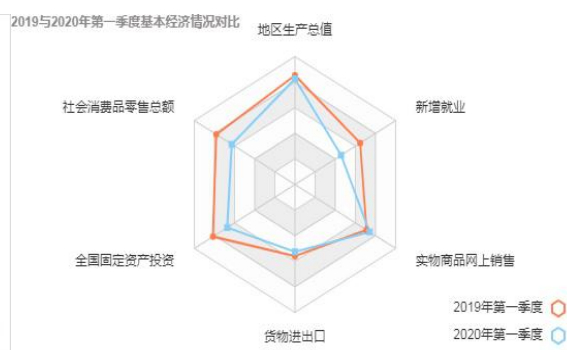 2019与2020年第一季度基本经济情况对比
地区生产总值
社会消费品零售总额
新增就业
全国固定资产投资
实物商品网上销售
货物进出口
2019年第一季度
2020年第一季度